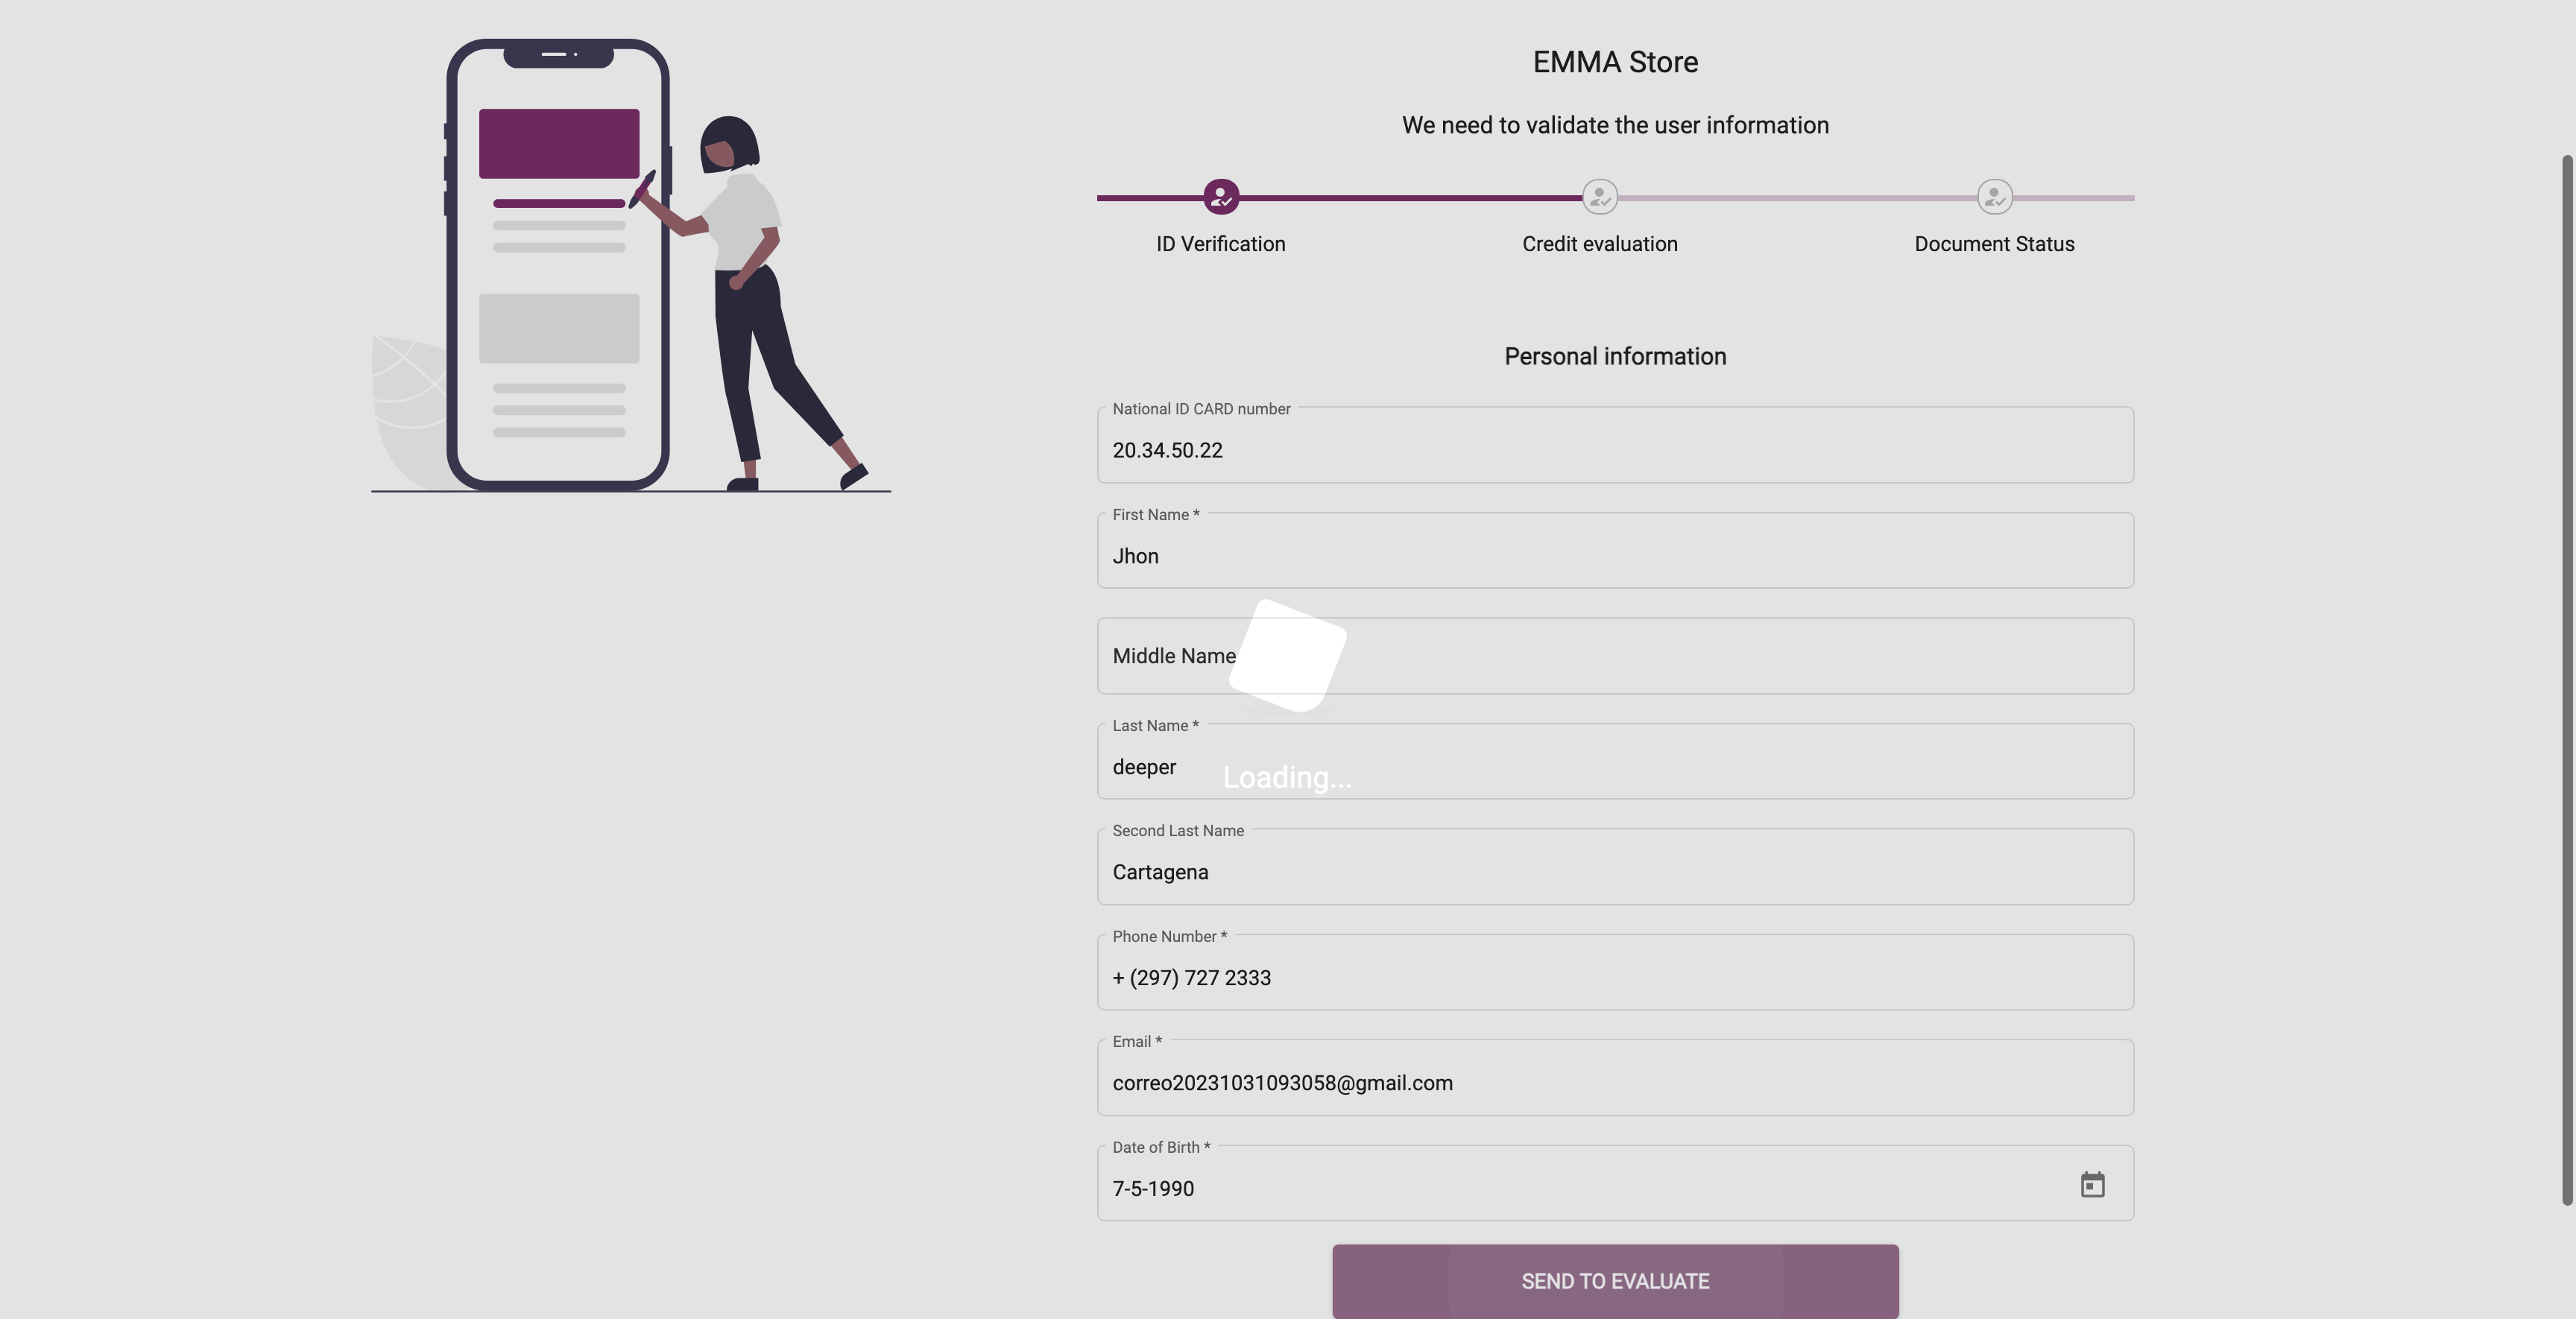 EMMA Store
We need to validate the user information
ID Verification
Credit evaluation
Document Status
Personal information
National ID CARD number
20.34.50.22
First Name *
Jhon
Middle Name
Last Name *
deeper
Loading...
Second Last Name
Cartagena
Phone Number *
+ (297) 727 2333
Email *
correo20231031093058@gmail.com
Date of Birth *
7-5-1990
SEND TO EVALUATE